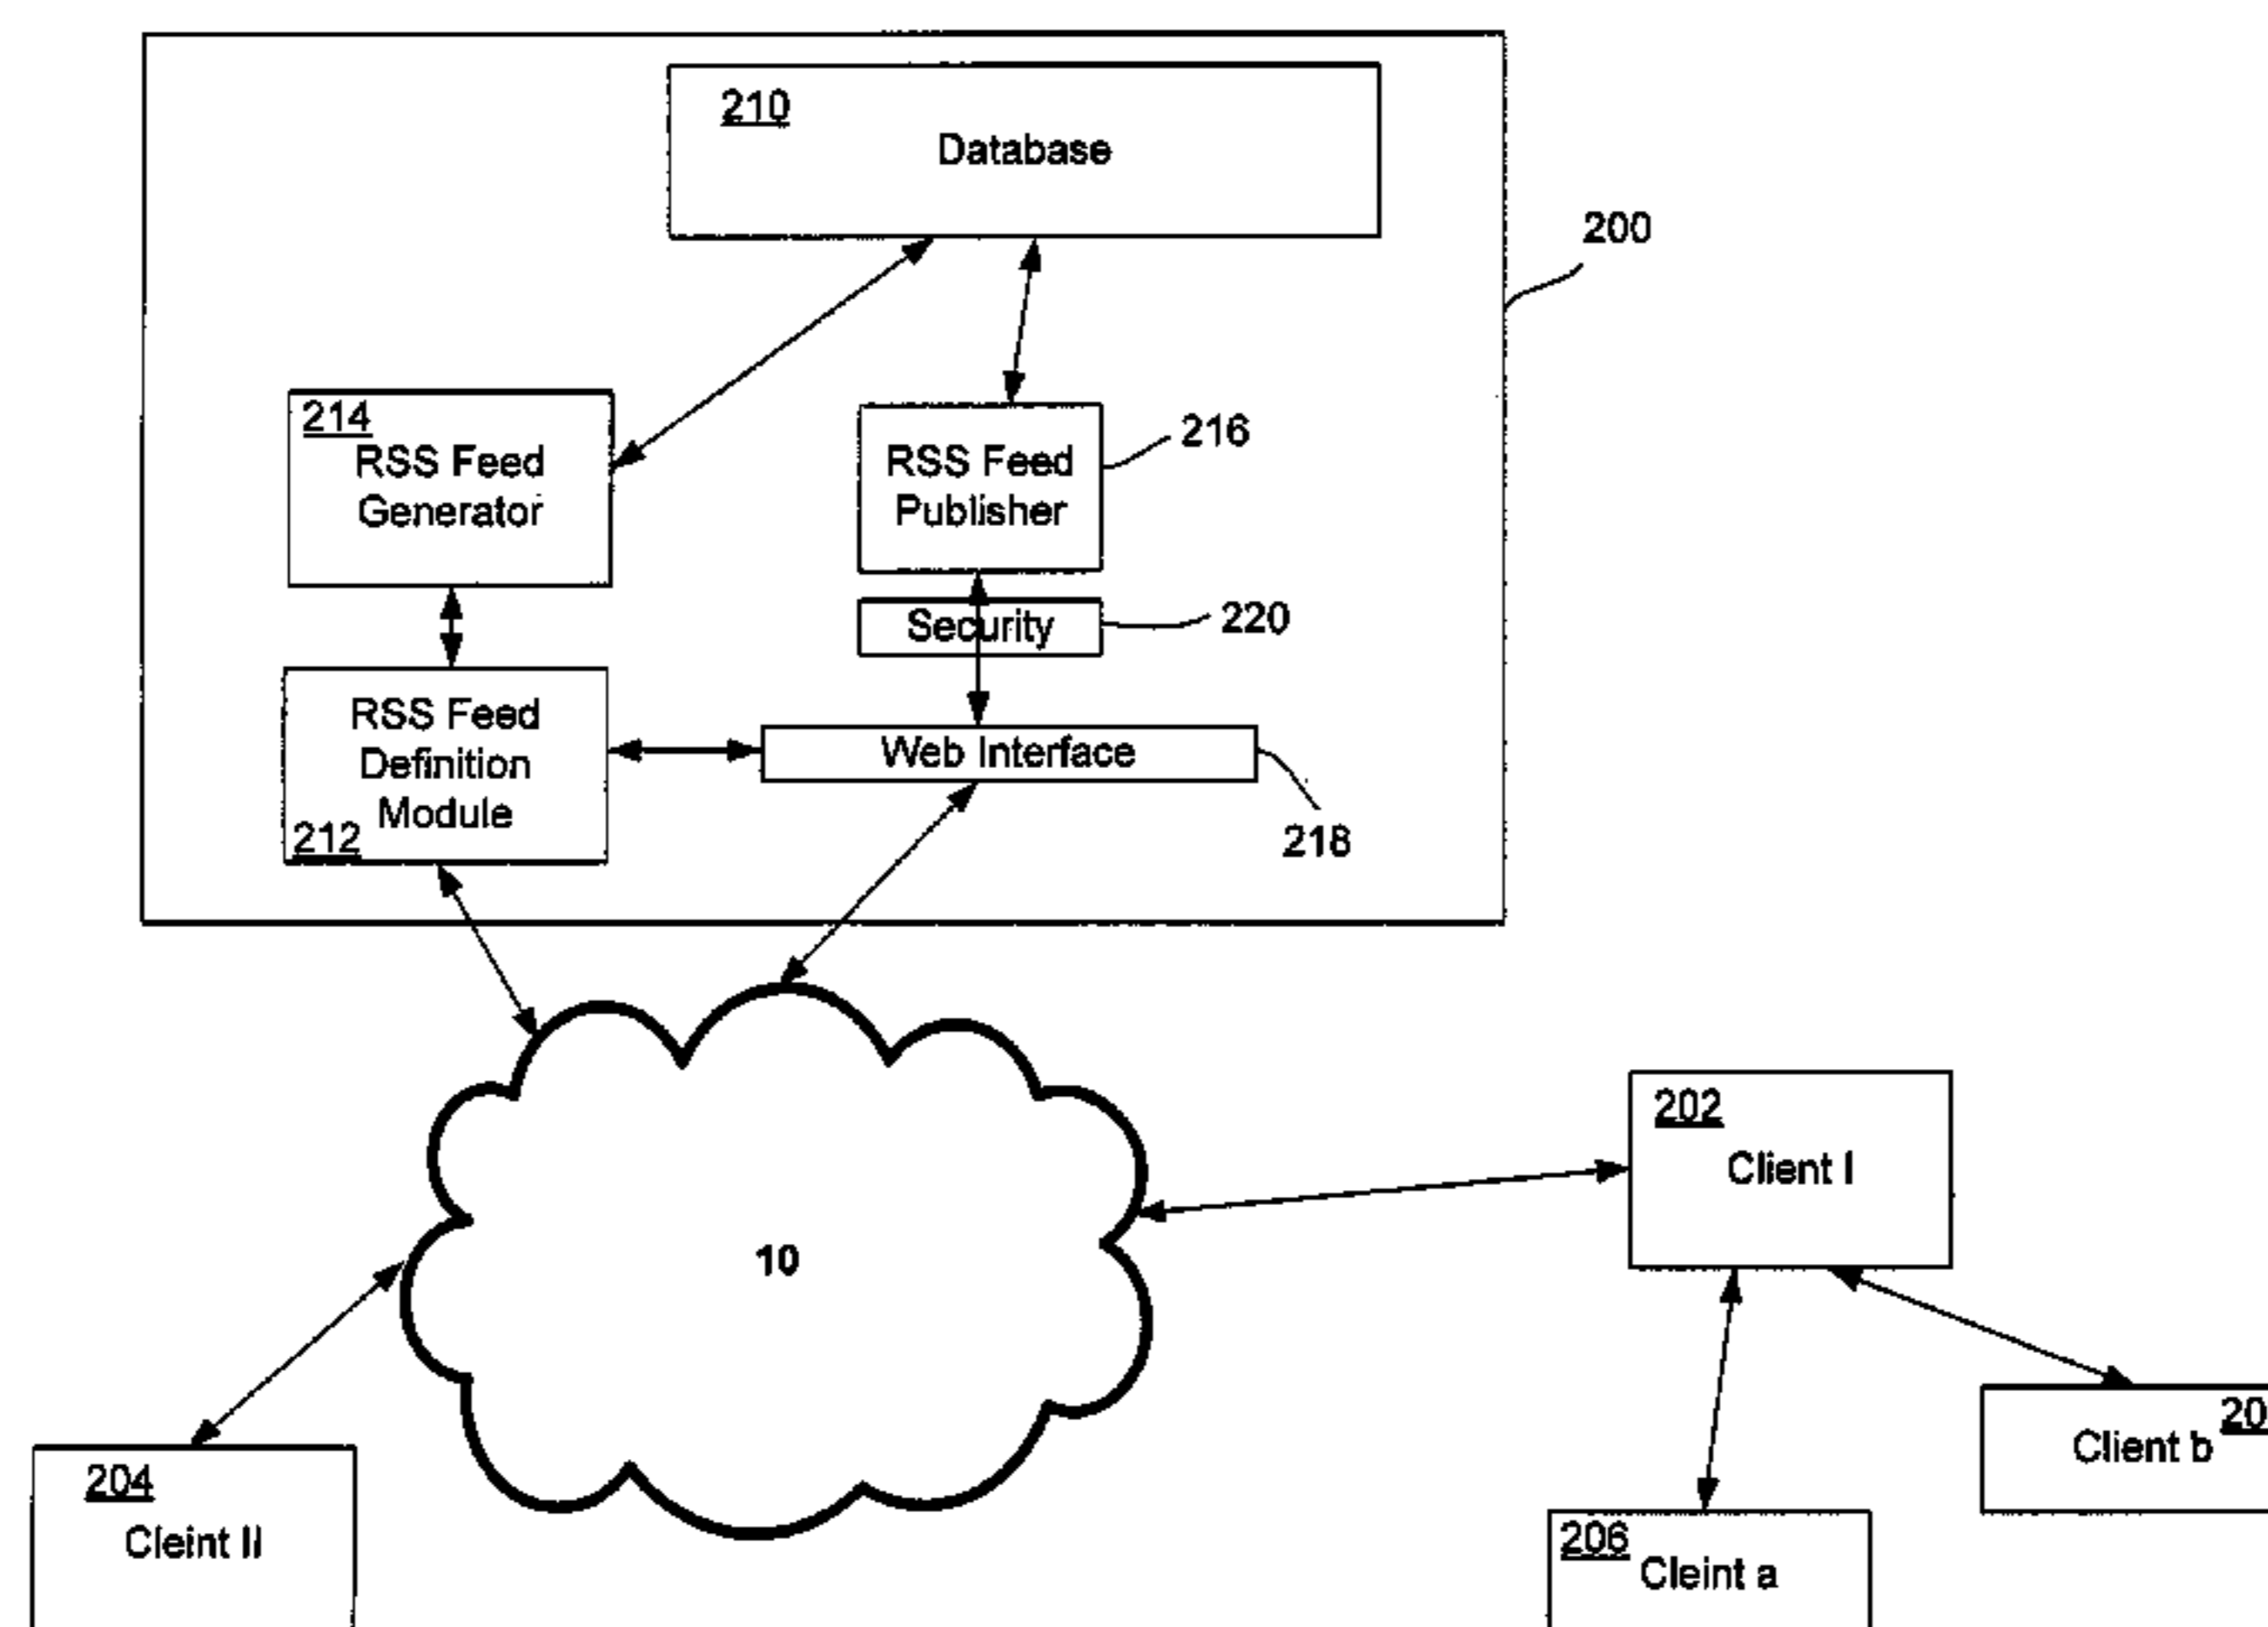 210
Database
200
214
RSS Feed
Generator
RSS Feed
Publisher
216
Security
220
RSS Feed
Definition
Module
212
Web Interface
218
202
Client I
10
20
Client b
204
Cleint II
206
Cleint a